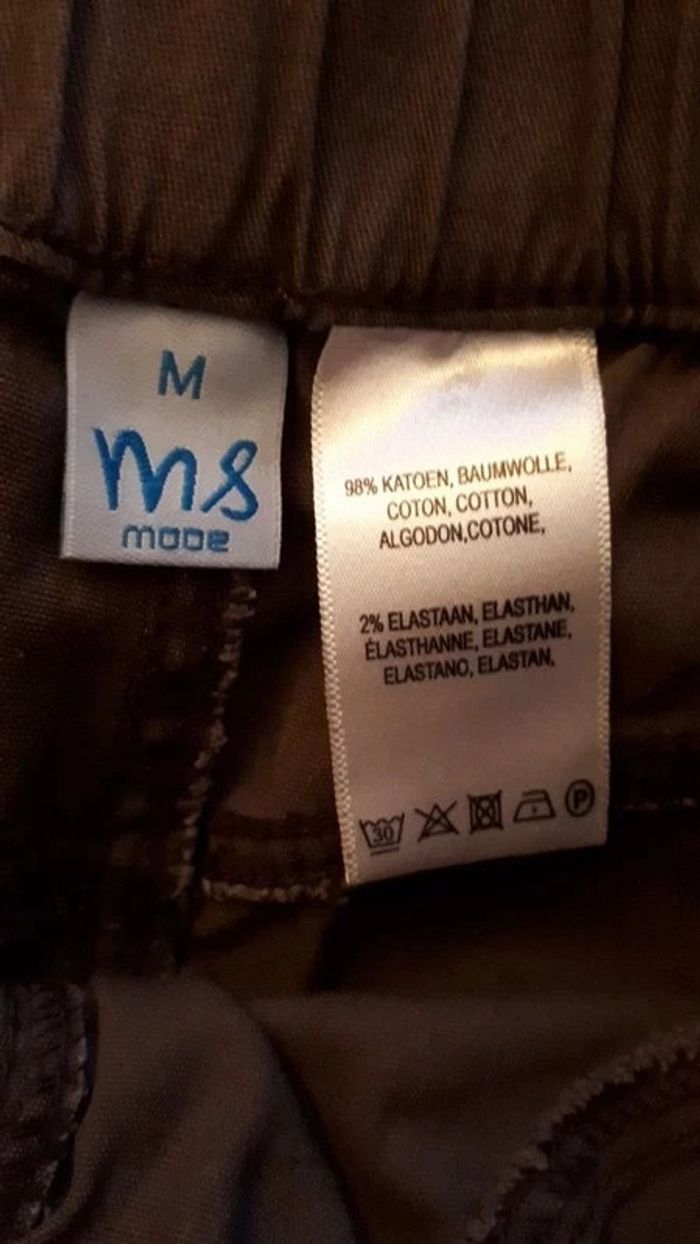 M
ms
mode
98% KATOEN, BAUMWOLLE,
COTON, COTTON,
ALGODON,COTONE,
2% ELASTAAN, ELASTHAN,
ÉLASTHANNE, ELASTANE,
ELASTANO, ELASTAN,
30
P